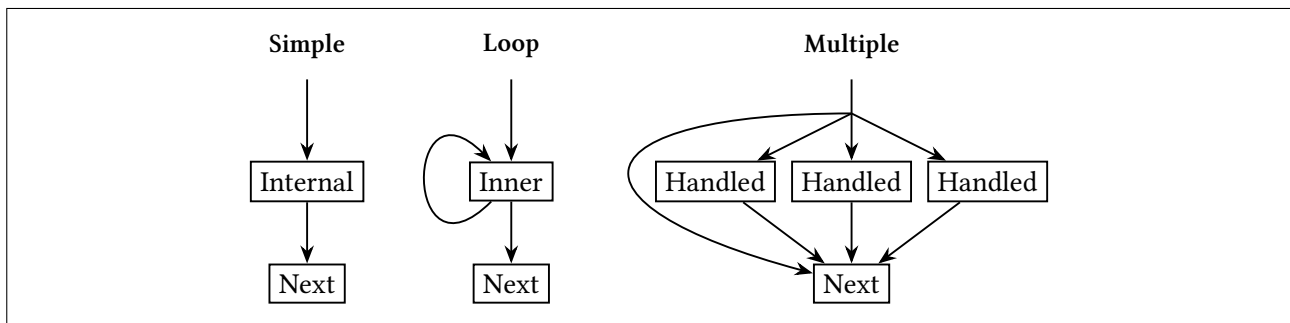 Simple Loop Multiple
Internal Inner Handled Handled Handled
Next Next Next